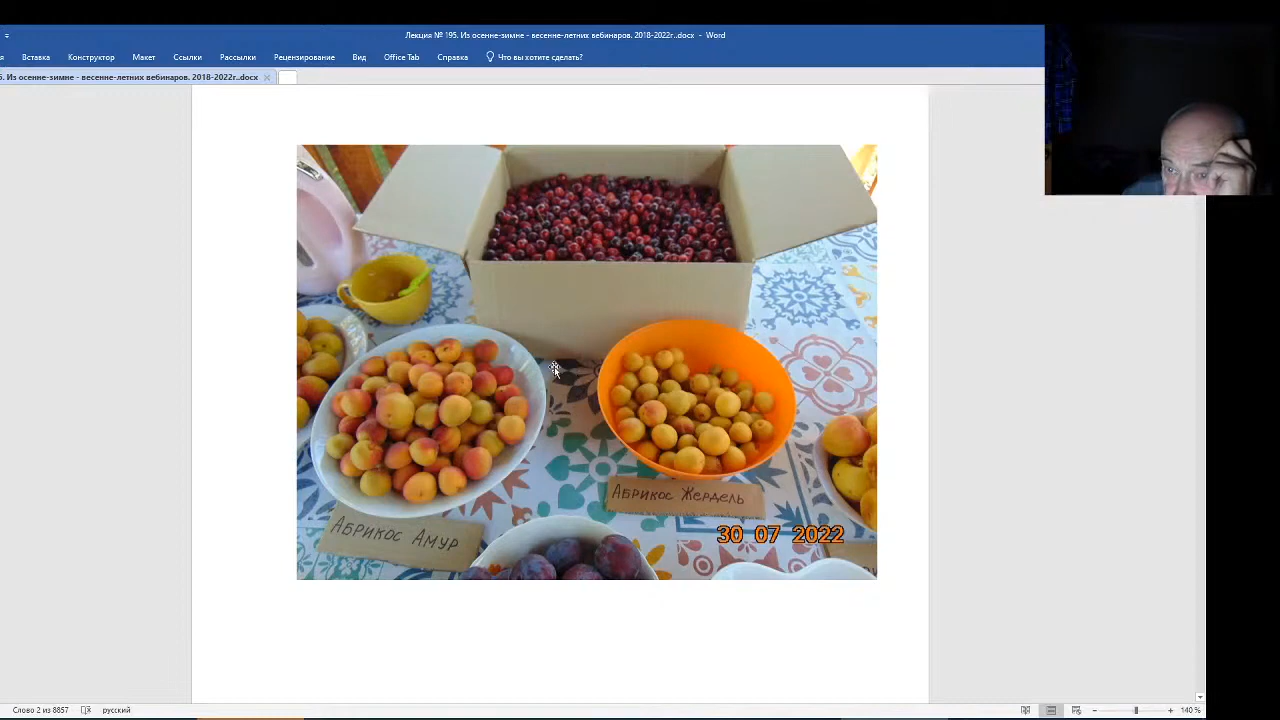 Лекция № 195. Из осенне-зимне - весенне-летних вебинаров. 2018-2022г..docx - Word
Вставка Конструктор Макет Ссылки Рассылки Рецензирование Вид Office Tab Справка Что вы хотите сделать?
Из осенне-зимне - весенне-летних вебинаров. 2018-2022г..docx
АБРИКОС ЖЕРДЕЛЬ
АБРИКОС АМУР
30 07 2022
Слово 2 из 8857 русский 140 %